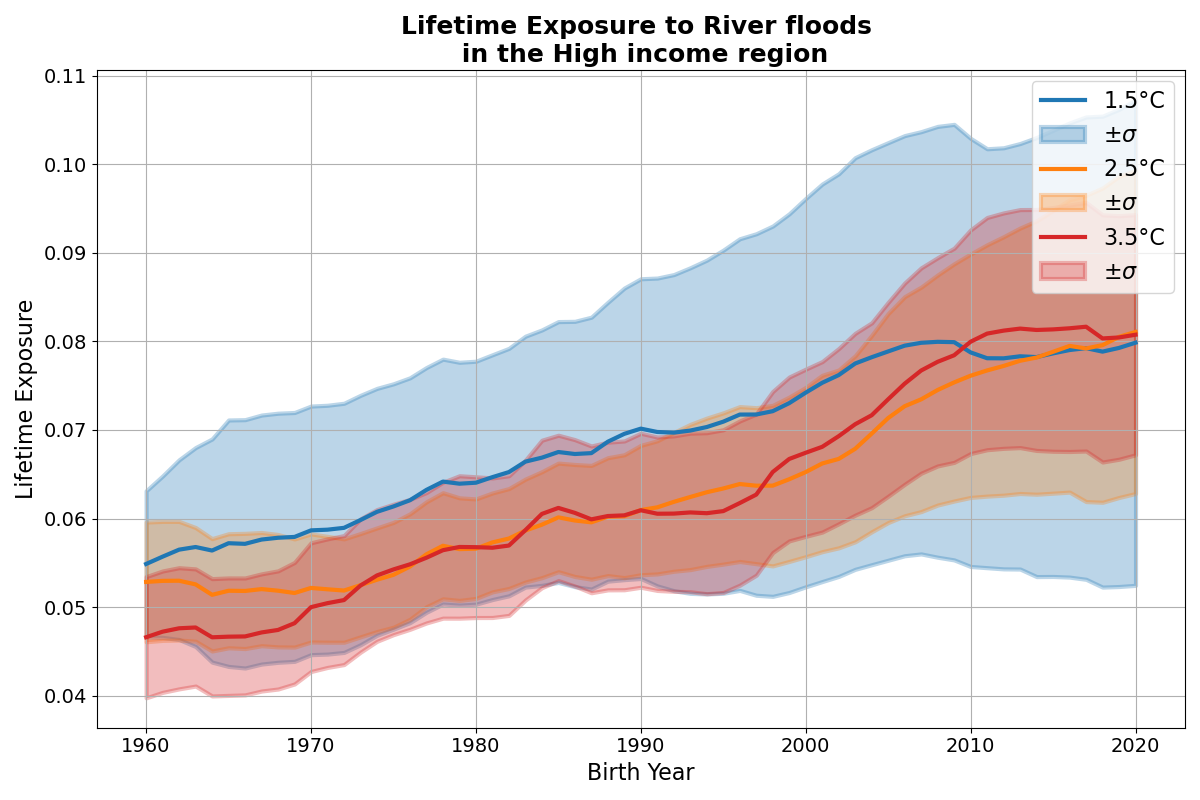 Lifetime Exposure to River floods
in the High income region
0.11
0.10
0.09
0.08
0.07
0.06
0.05
0.04
Lifetime Exposure
1.5°C
±σ
2.5°C
±σ
3.5°C
±σ
1960 1970 1980 1990 2000 2010 2020
Birth Year